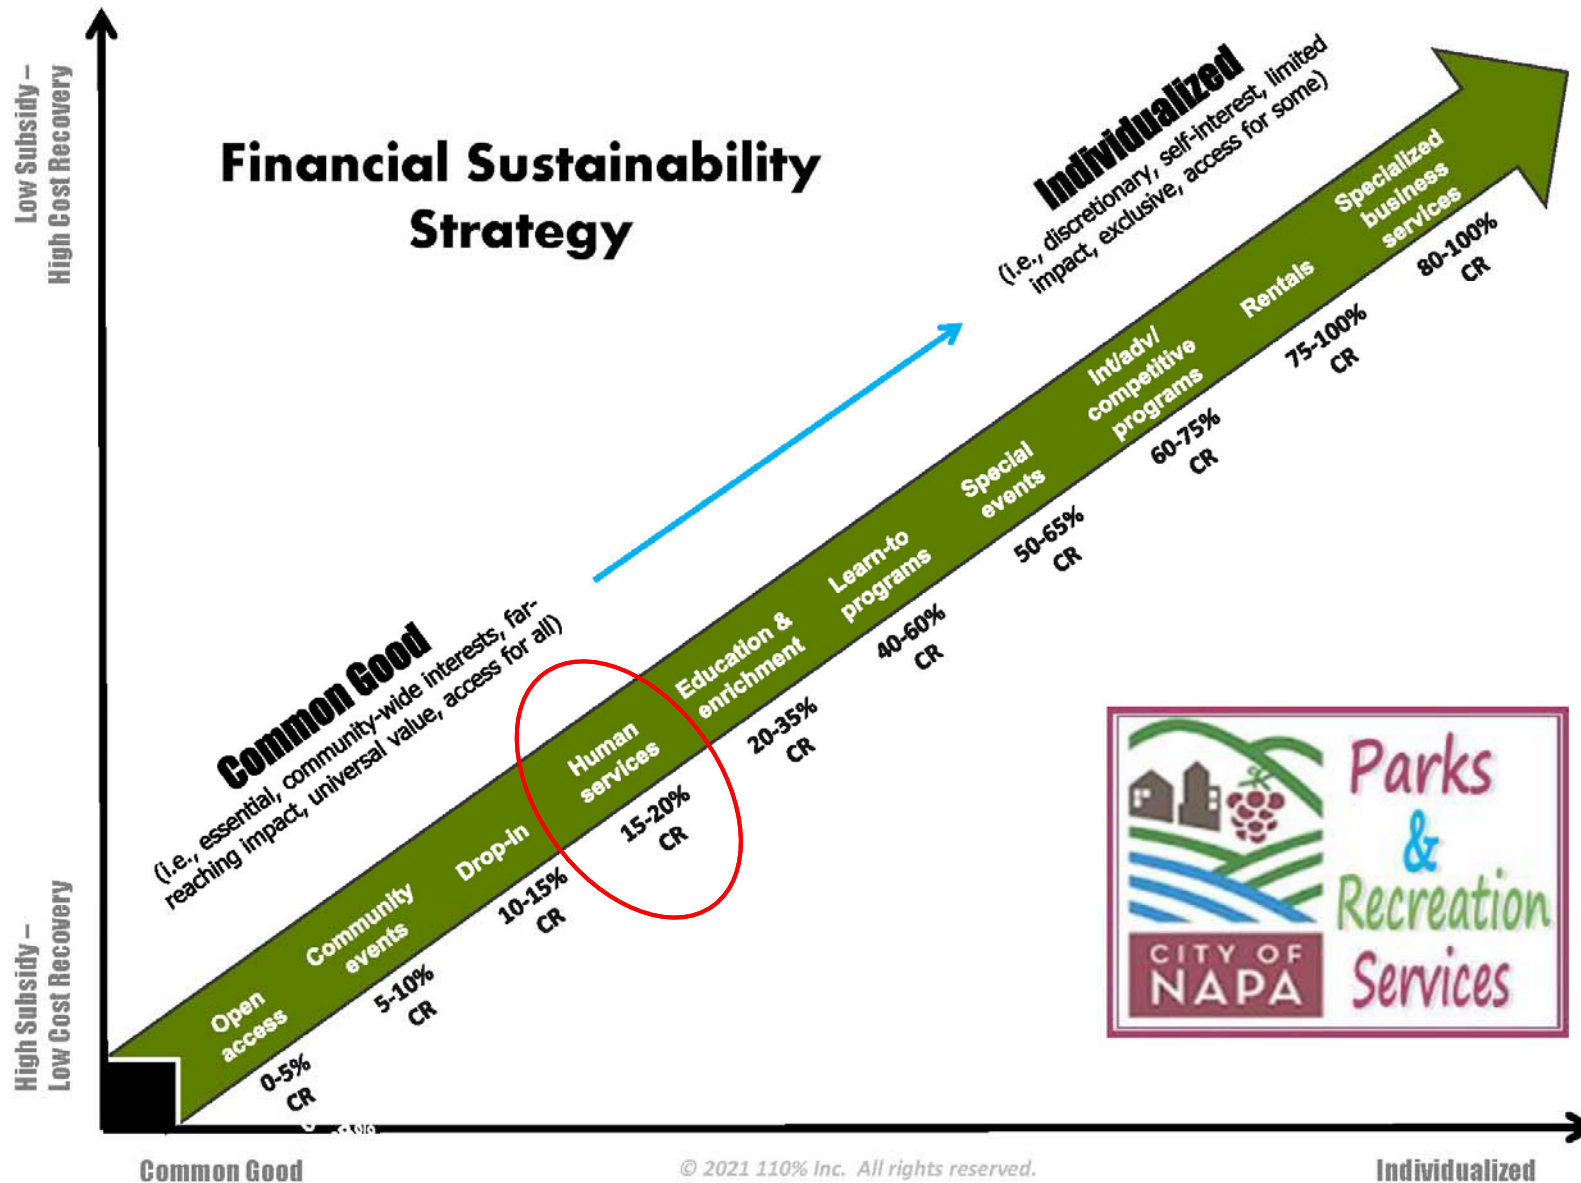 Low Subsidy –
High Cost Recovery
Financial Sustainability
Strategy
Individualized
(i.e., discretionary, self-interest, limited
impact, exclusive, access for some)
Common Good
(i.e., essential, community-wide interests, far-
reaching impact, universal value, access for all)
Specialized
business
services
80-100%
CR
Rentals
75-100%
CR
Int/adv/
competitive
programs
60-75%
CR
Special
events
50-65%
CR
Learn-to
programs
40-60%
CR
Education &
enrichment
20-35%
CR
Human
services
15-20%
CR
Drop-in
10-15%
CR
Community
events
5-10%
CR
Open
access
0-5%
CR
High Subsidy –
Low Cost Recovery
Parks
&
Recreation
Services
CITY OF
NAPA
Common Good
© 2021 110% Inc. All rights reserved.
Individualized